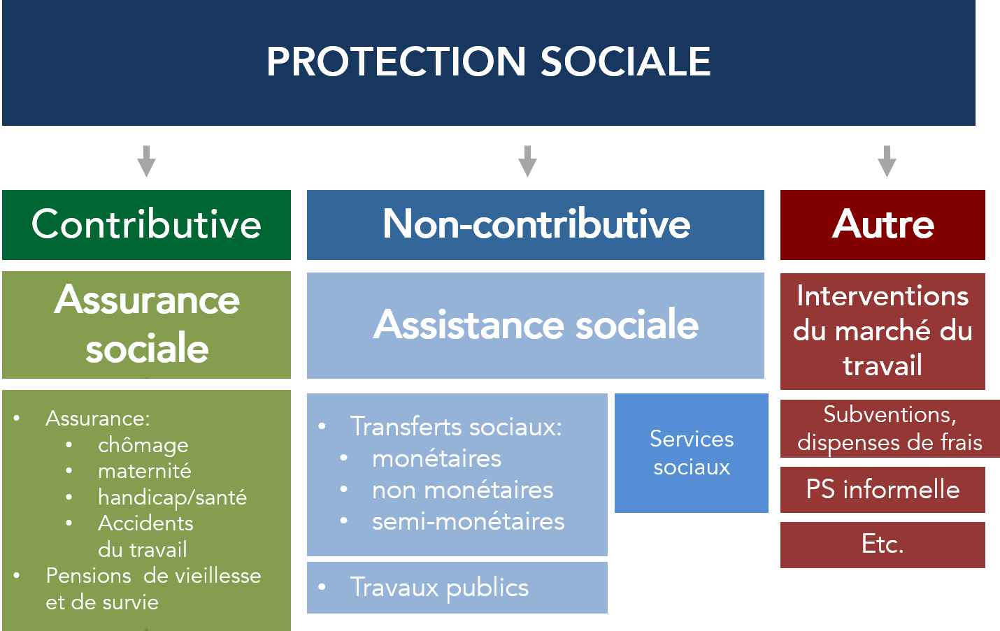 PROTECTION SOCIALE
Contributive
Non-contributive
Autre
Assurance
sociale
Assistance sociale
Interventions
du marché du
travail
• Assurance:
• chômage
• maternité
• handicap/santé
• Accidents
du travail
• Pensions de vieillesse
et de survie
• Transferts sociaux:
• monétaires
• non monétaires
• semi-monétaires
• Travaux publics
Services
sociaux
Subventions,
dispenses de frais
PS informelle
Etc.